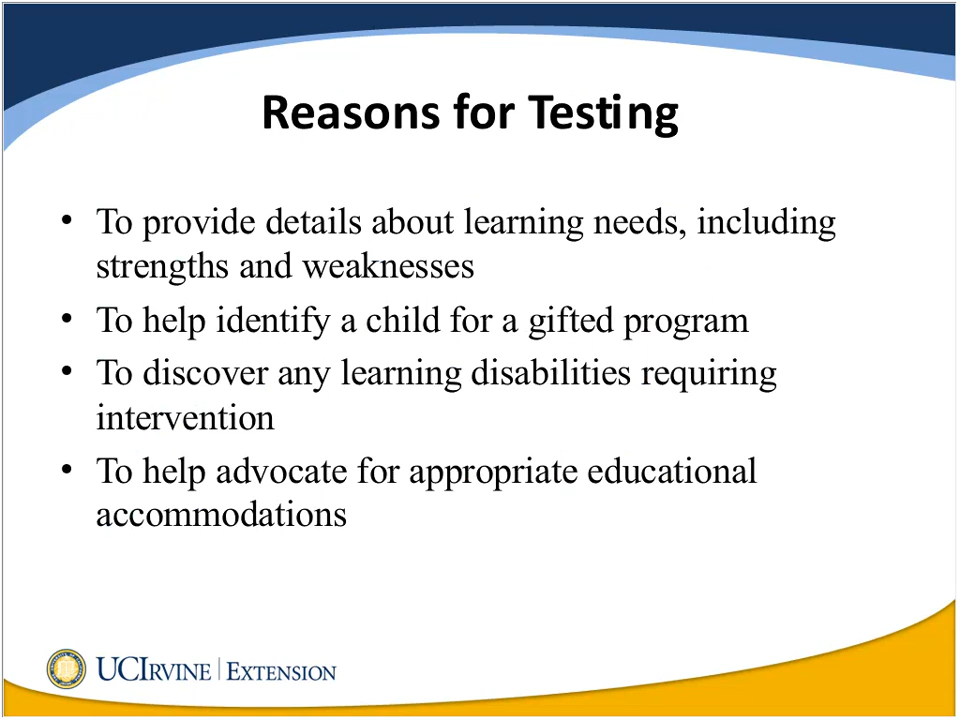 Reasons for Testing
• To provide details about learning needs, including
strengths and weaknesses
• To help identify a child for a gifted program
• To discover any learning disabilities requiring
intervention
• To help advocate for appropriate educational
accommodations
UCIRVINE | EXTENSION